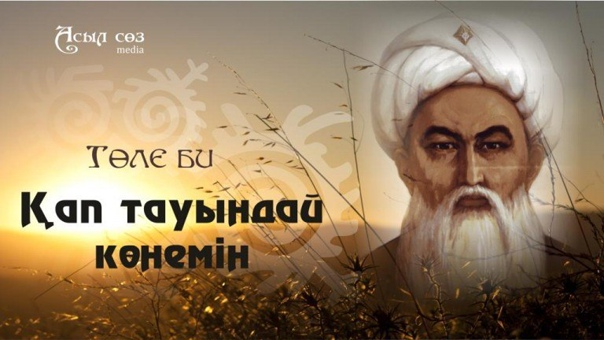 Асыл сөз
media
Төле би
Қап тауындай
көнемін